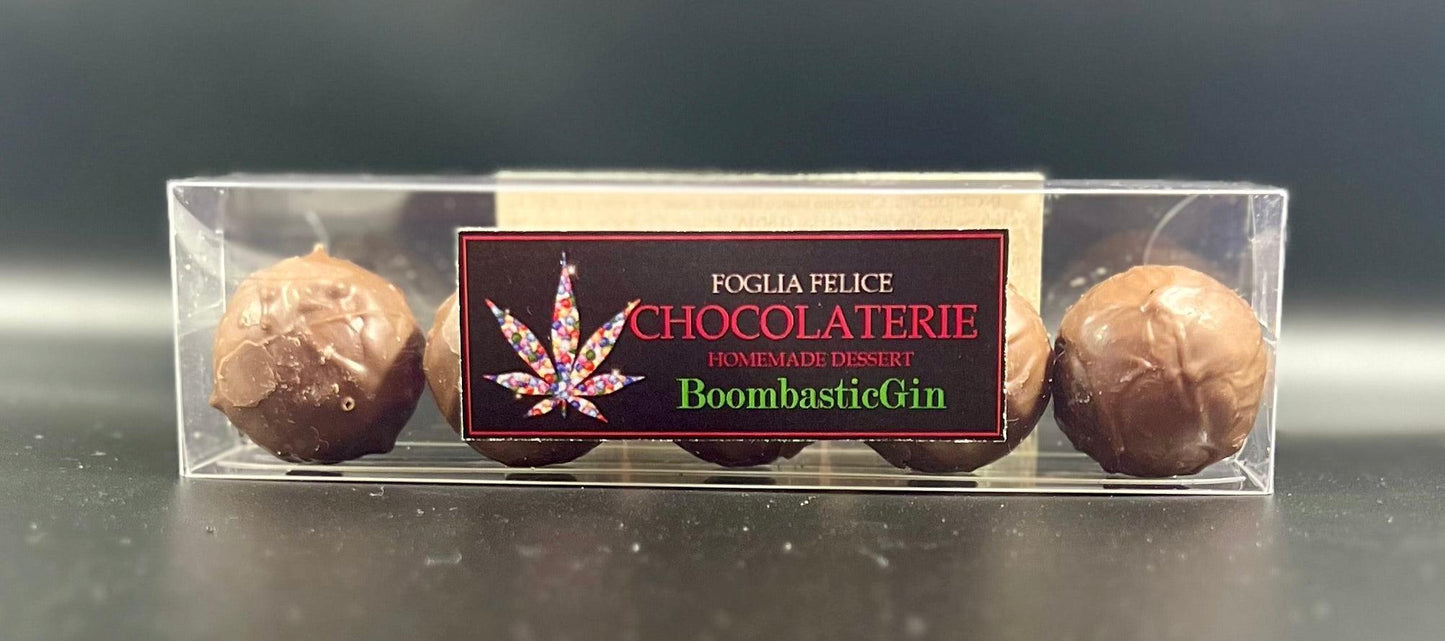 FOGLIA FELICE
CHOCOLATERIE
HOMEMADE DESSERT
BoombasticGin